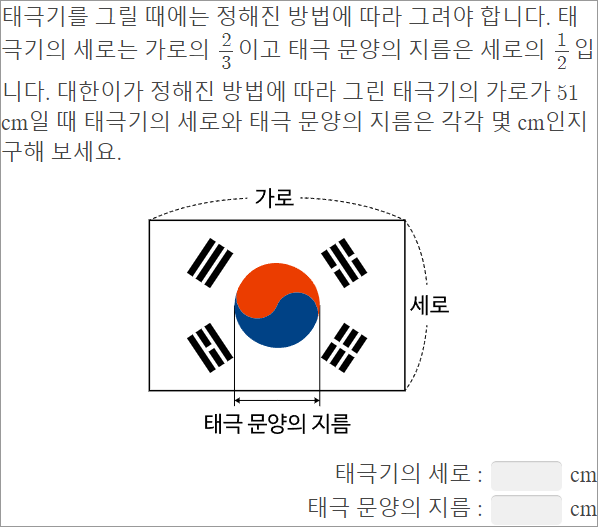 태극기를 그릴 때에는 정해진 방법에 따라 그려야 합니다. 태
극기의 세로는 가로의 2/3이고 태극 문양의 지름은 세로의 1/2입
니다. 대한이가 정해진 방법에 따라 그린 태극기의 가로가 51
cm일 때 태극기의 세로와 태극 문양의 지름은 각각 몇 cm인지
구해 보세요.
가로
세로
태극 문양의 지름
태극기의 세로 : cm
태극 문양의 지름 : cm